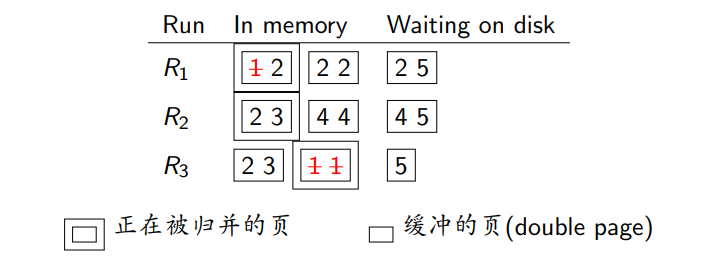 Run In memory Waiting on disk
R1 1 2 2 2 2 5
R2 2 3 4 4 4 5
R3 2 3 1 1 5
正在被归并的页 缓冲的页(double page)